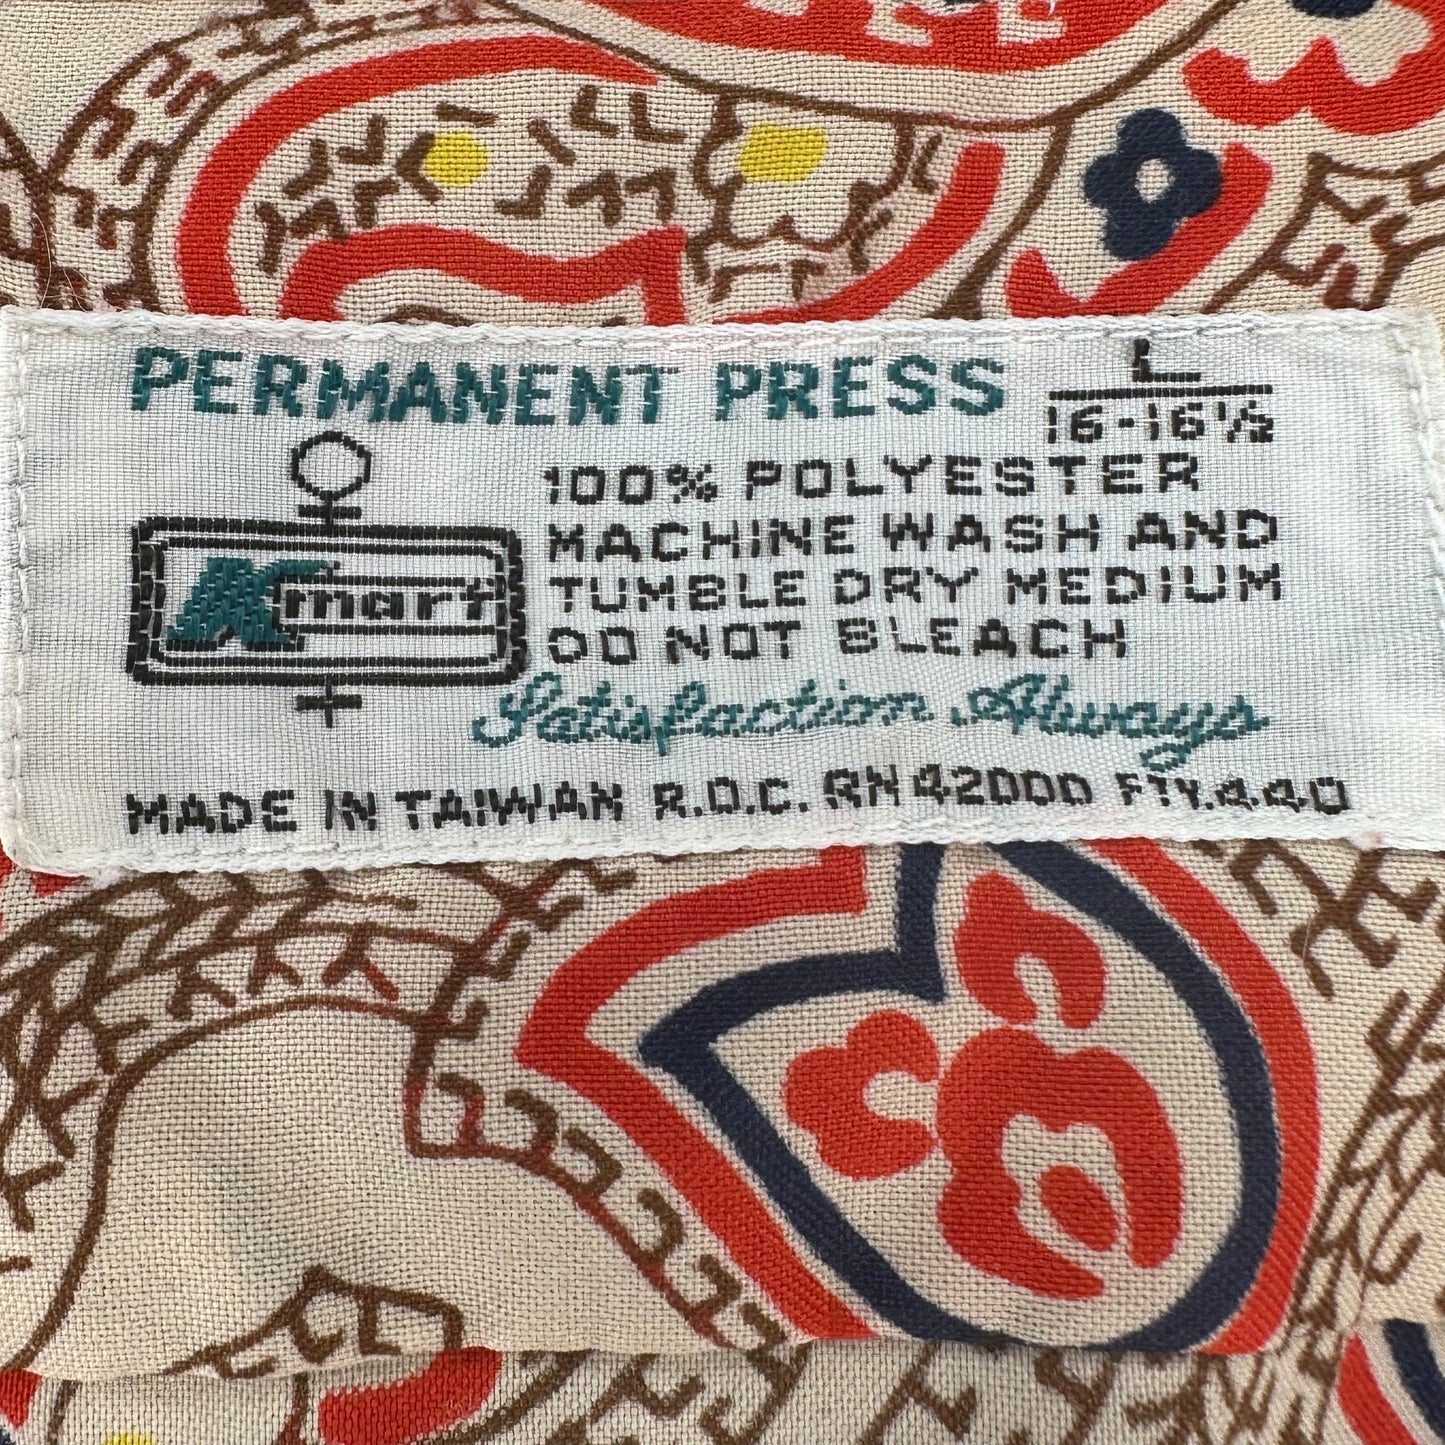 PERMANENT PRESS
L
16-16½
100% POLYESTER
MACHINE WASH AND
TUMBLE DRY MEDIUM
DO NOT BLEACH
Kmart
Satisfaction Always
MADE IN TAIWAN R.O.C. RN 42000 FTY.440